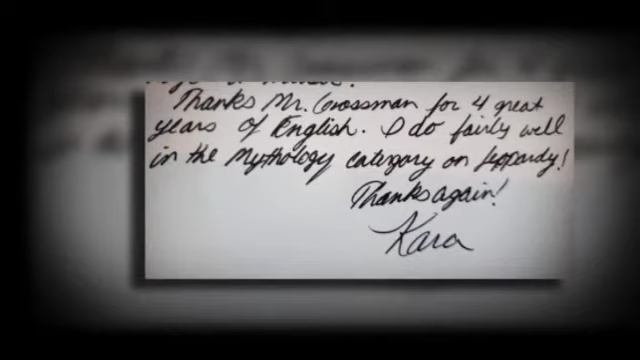 Thanks Mr. Grossman for 4 great
years of English. I do fairly well
in the Mythology category on Jeppardy!
Thanks again!
Kara